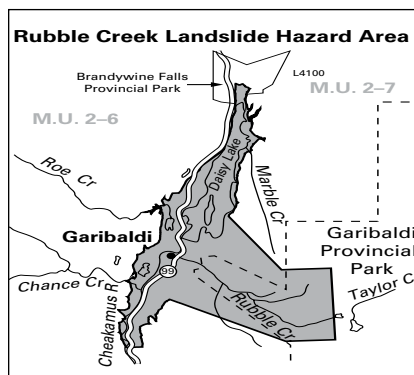 Rubble Creek Landslide Hazard Area
Brandywine Falls
Provincial Park
L4100
M.U. 2–7
M.U. 2–6
Daisy Lake
Roe Cr
Marble Cr
Garibaldi
Garibaldi
Provincial
Park
99
Chance Cr
Taylor C
Rubble Cr
Cheakamus R